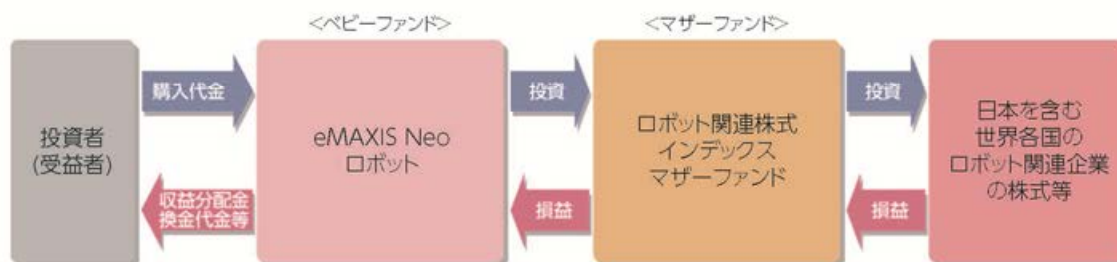 <ベビーファンド>
<マザーファンド>
投資者
(受益者)
購入代金
収益分配金
換金代金等
eMAXIS Neo
ロボット
投資
損益
ロボット関連株式
インデックス
マザーファンド
投資
損益
日本を含む
世界各国の
ロボット関連企業
の株式等